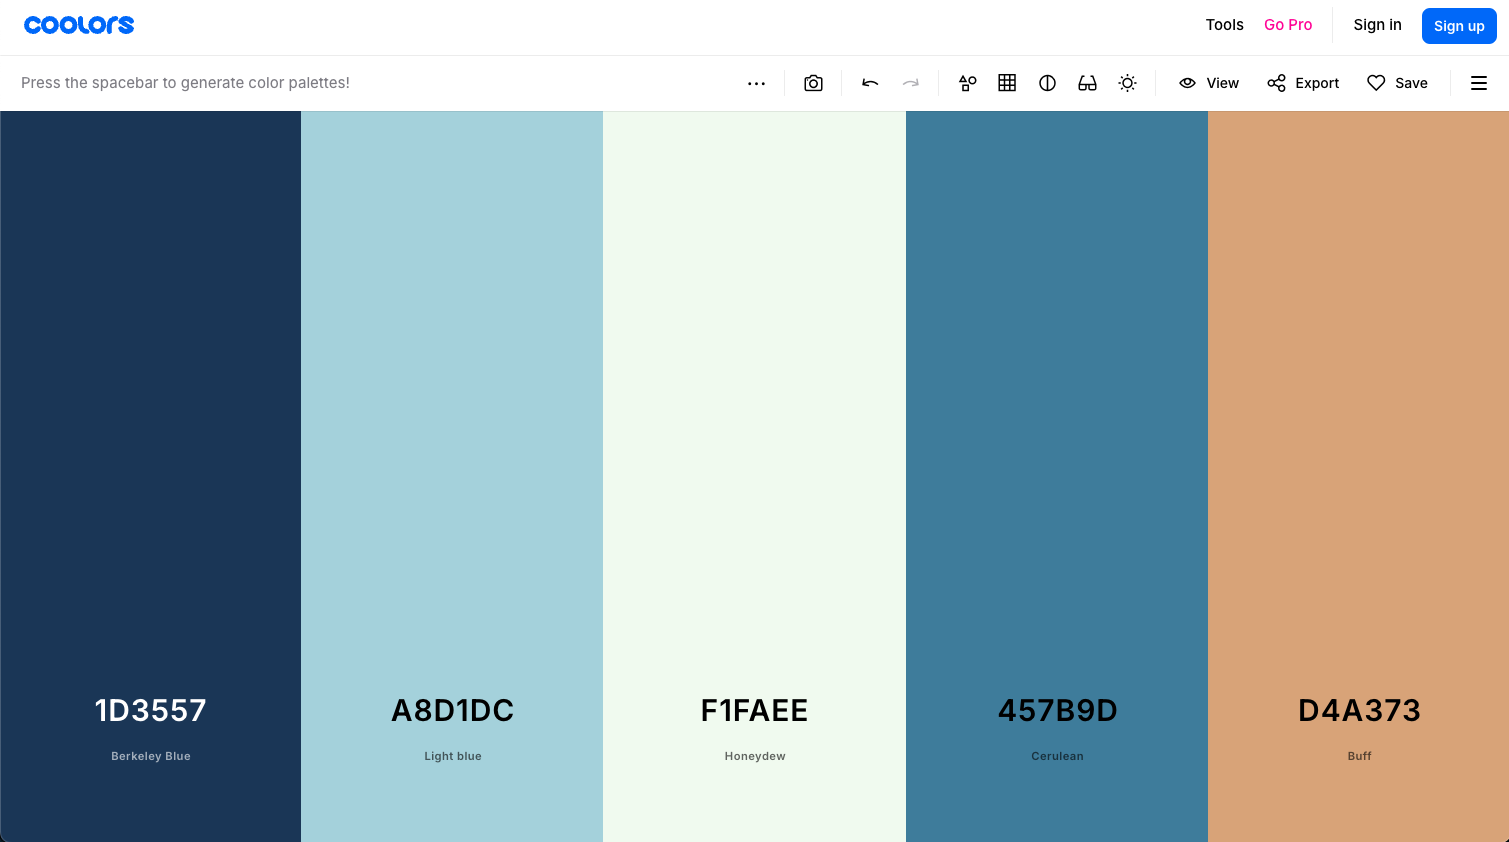 coolors
Tools Go Pro Sign in Sign up
Press the spacebar to generate color palettes!
View Export Save
1D3557
Berkeley Blue
A8D1DC
Light blue
F1FAEE
Honeydew
457B9D
Cerulean
D4A373
Buff